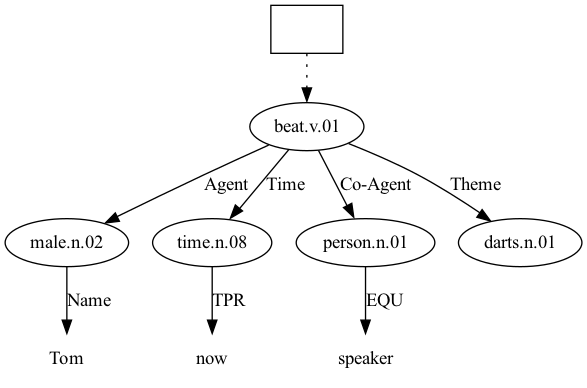 beat.v.01
Agent Time Co-Agent Theme
male.n.02 time.n.08 person.n.01 darts.n.01
Name TPR EQU
Tom now speaker